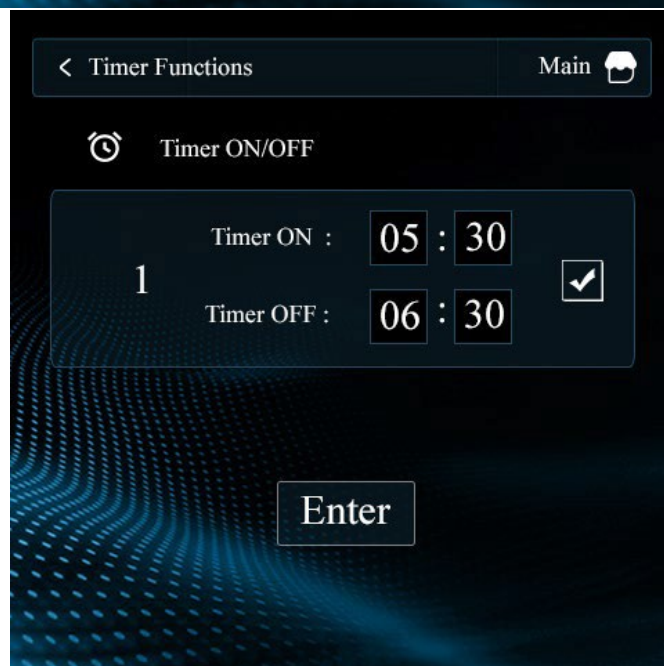 Timer Functions Main
Timer ON/OFF
Timer ON : 05 : 30
1
Timer OFF : 06 : 30
Enter